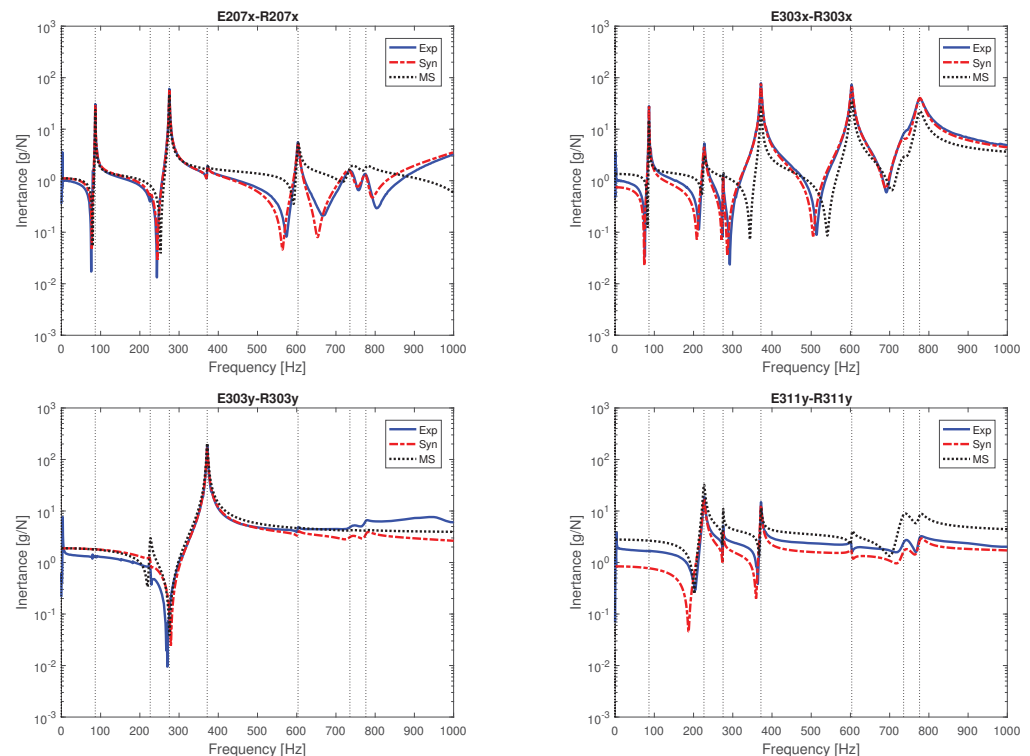 E207x-R207x
10^3
10^2
10^1
10^0
10^-1
10^-2
10^-3
Inertance [g/N]
Exp
Syn
MS
0 100 200 300 400 500 600 700 800 900 1000
Frequency [Hz]
E303x-R303x
10^3
10^2
10^1
10^0
10^-1
10^-2
10^-3
Inertance [g/N]
Exp
Syn
MS
0 100 200 300 400 500 600 700 800 900 1000
Frequency [Hz]
E303y-R303y
10^3
10^2
10^1
10^0
10^-1
10^-2
10^-3
Inertance [g/N]
Exp
Syn
MS
0 100 200 300 400 500 600 700 800 900 1000
Frequency [Hz]
E311y-R311y
10^3
10^2
10^1
10^0
10^-1
10^-2
10^-3
Inertance [g/N]
Exp
Syn
MS
0 100 200 300 400 500 600 700 800 900 1000
Frequency [Hz]